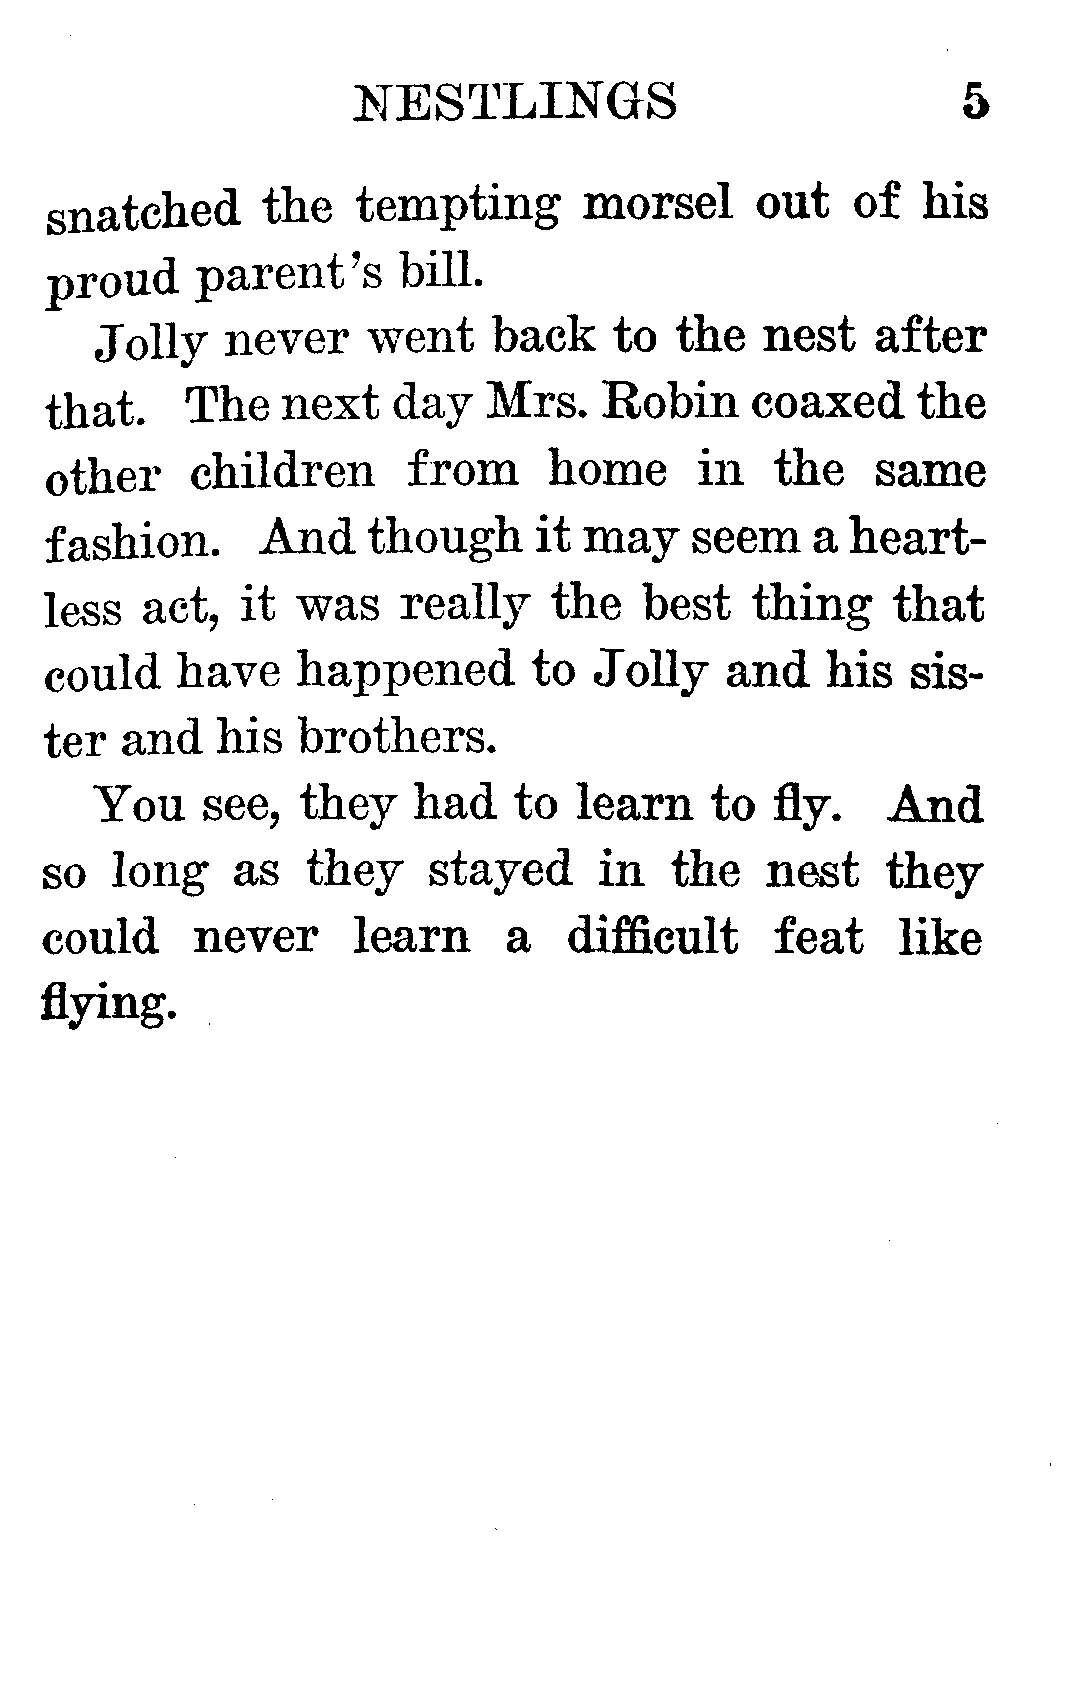 NESTLINGS 5
snatched the tempting morsel out of his
proud parent's bill.
Jolly never went back to the nest after
that. The next day Mrs. Robin coaxed the
other children from home in the same
fashion. And though it may seem a heart-
less act, it was really the best thing that
could have happened to Jolly and his sis-
ter and his brothers.
You see, they had to learn to fly. And
so long as they stayed in the nest they
could never learn a difficult feat like
flying.